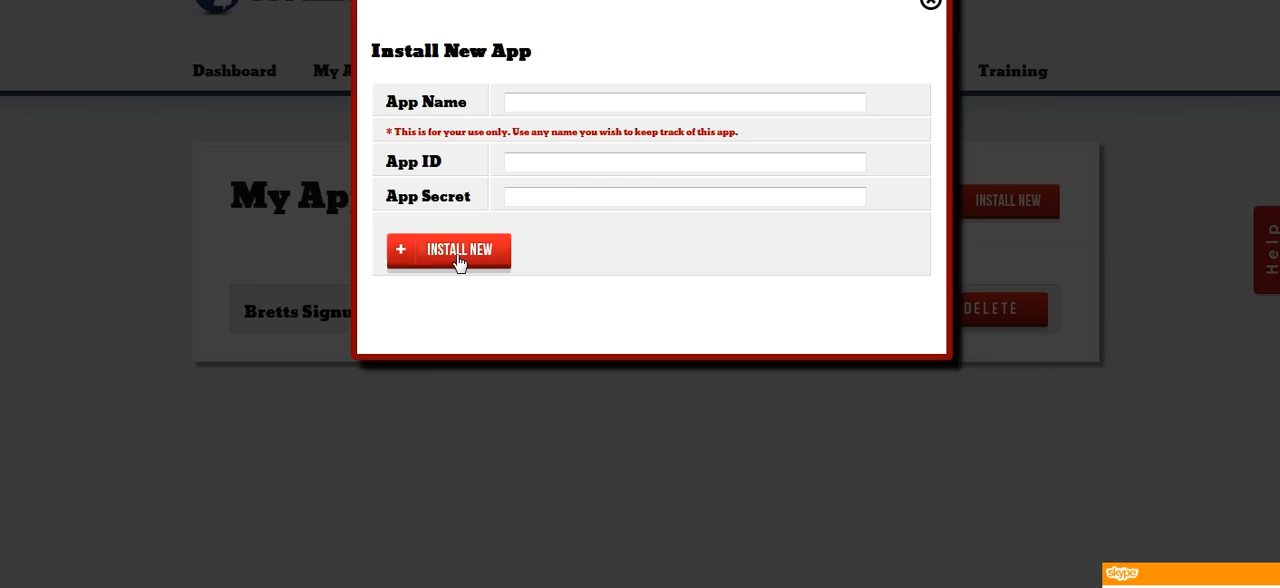 Install New App
Dashboard
My A
Training
App Name
* This is for your use only. Use any name you wish to keep track of this app.
App ID
App Secret
+ INSTALL NEW
My Ap
INSTALL NEW
Help
Bretts Signu
DELETE
skype